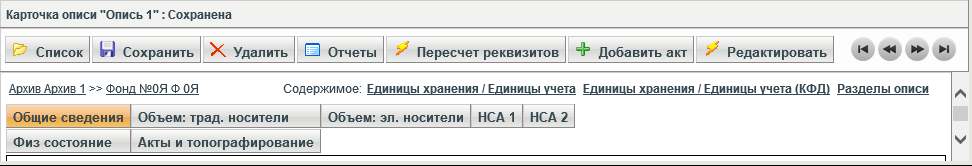 Карточка описи "Опись 1" : Сохранена
Список Сохранить Удалить Отчеты Пересчет реквизитов Добавить акт Редактировать
Архив Архив 1 >> Фонд №0Я Ф 0Я Содержимое: Единицы хранения / Единицы учета Единицы хранения / Единицы учета (КФД) Разделы описи
Общие сведения Объем: трад. носители Объем: эл. носители НСА 1 НСА 2
Физ состояние Акты и топографирование